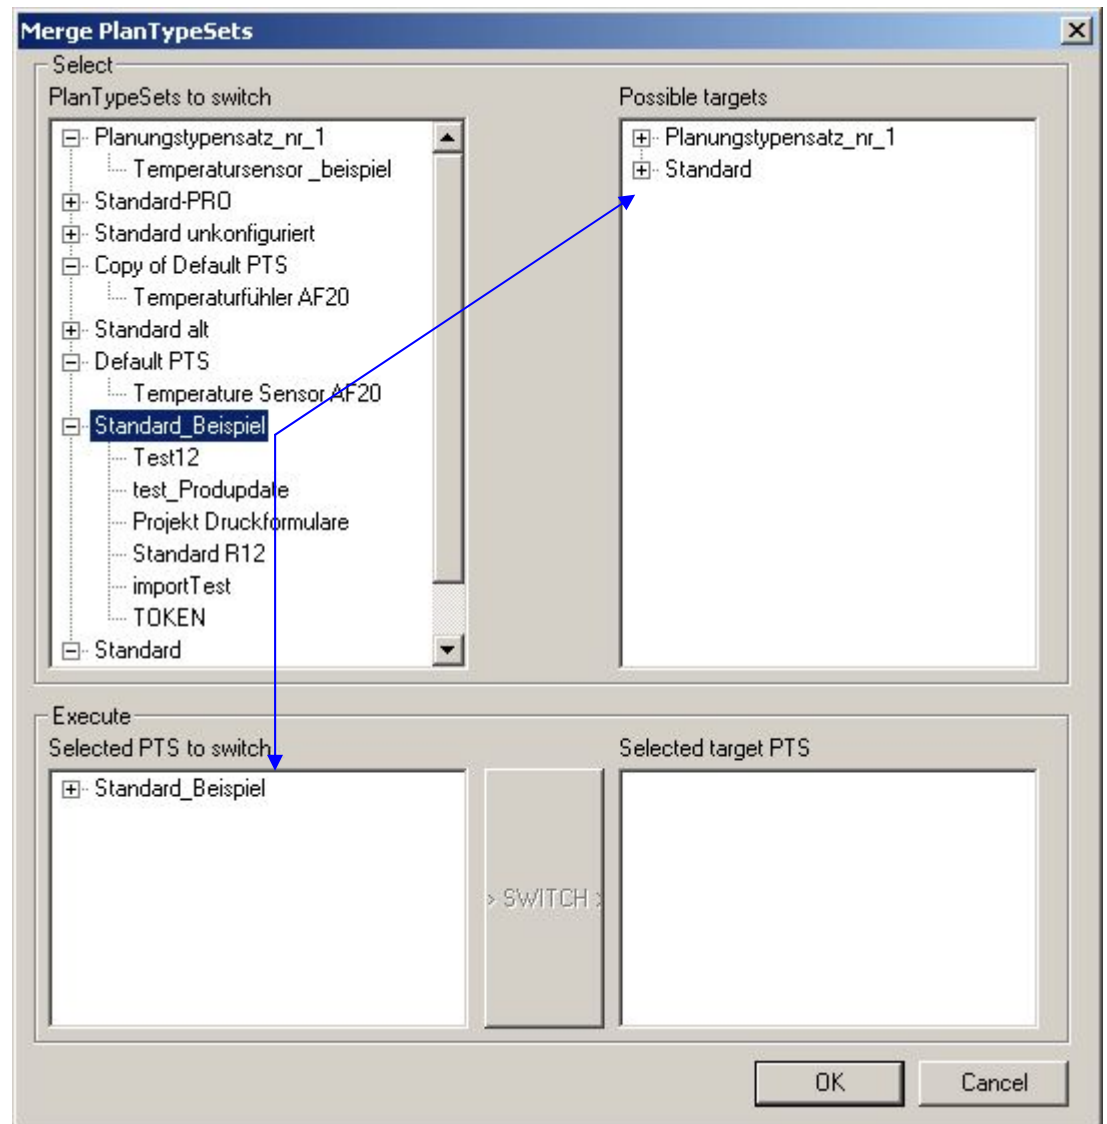 Merge PlanTypeSets
Select
PlanTypeSets to switch
Planungstypensatz_nr_1
Temperatursensor _beispiel
Standard-PRO
Standard unkonfiguriert
Copy of Default PTS
Temperaturfühler AF20
Standard alt
Default PTS
Temperature Sensor AF20
Standard_Beispiel
Test12
test_Produpdate
Projekt Druckformulare
Standard R12
importTest
TOKEN
Standard
Possible targets
Planungstypensatz_nr_1
Standard
Execute
Selected PTS to switch
Standard_Beispiel
> SWITCH >
Selected target PTS
OK
Cancel